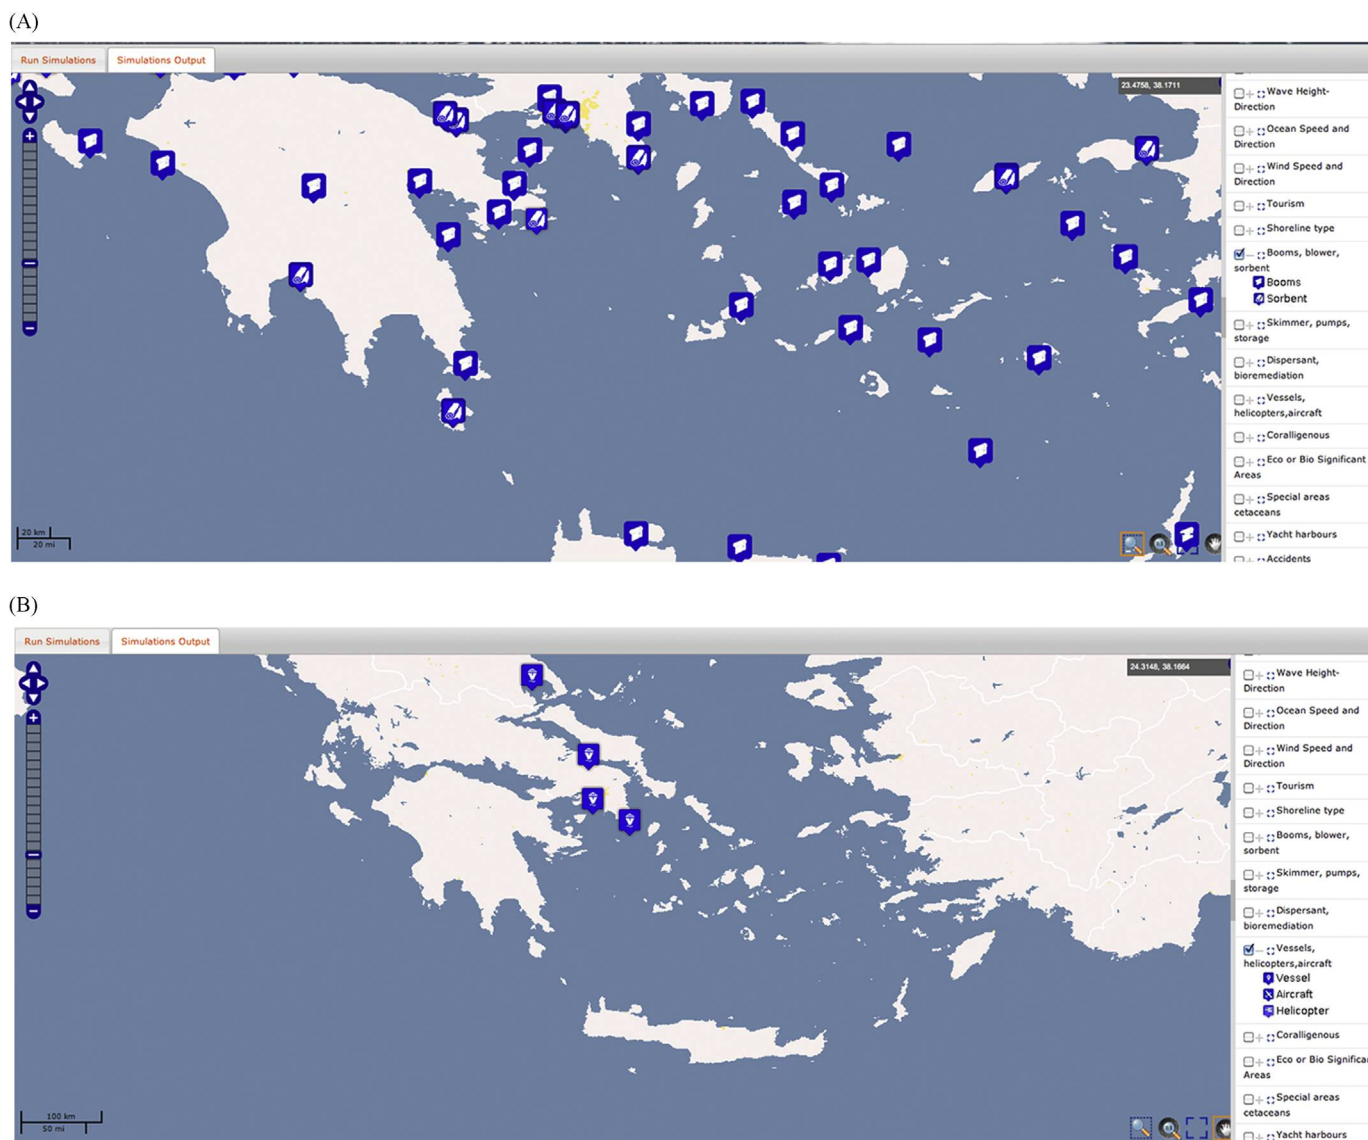 (A)
Run Simulations
Simulations Output
23.4758, 38.1711
Wave Height-
Direction
Ocean Speed and
Direction
Wind Speed and
Direction
Tourism
Shoreline type
Booms, blower,
sorbent
Booms
Sorbent
Skimmer, pumps,
storage
Dispersant,
bioremediation
Vessels,
helicopters,aircraft
Coralligenous
Eco or Bio Significant
Areas
Special areas
cetaceans
Yacht harbours
Accidents
20 km
20 mi
(B)
Run Simulations
Simulations Output
24.3148, 38.1664
Wave Height-
Direction
Ocean Speed and
Direction
Wind Speed and
Direction
Tourism
Shoreline type
Booms, blower,
sorbent
Skimmer, pumps,
storage
Dispersant,
bioremediation
Vessels,
helicopters,aircraft
Vessel
Aircraft
Helicopter
Coralligenous
Eco or Bio Significar
Areas
Special areas
cetaceans
Yacht harbours
100 km
50 mi